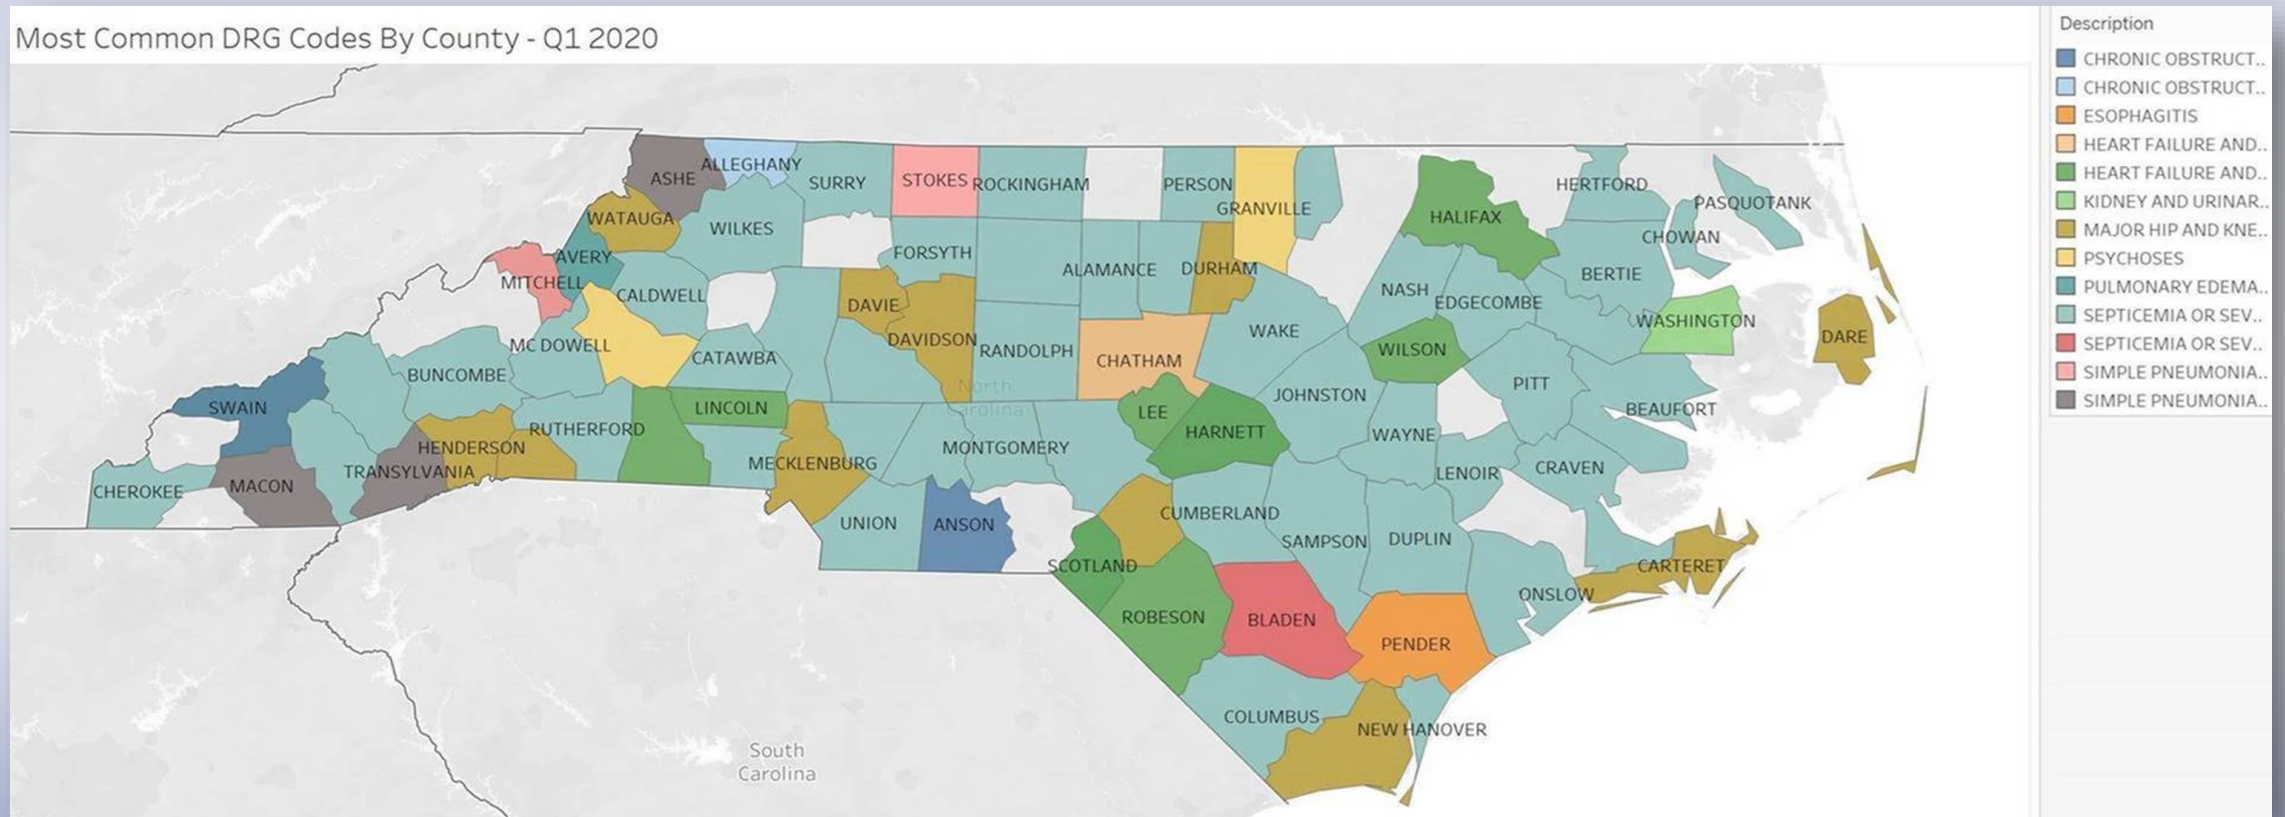 Most Common DRG Codes By County - Q1 2020
Description
CHRONIC OBSTRUCT..
CHRONIC OBSTRUCT..
ESOPHAGITIS
HEART FAILURE AND..
HEART FAILURE AND..
KIDNEY AND URINAR..
MAJOR HIP AND KNE..
PSYCHOSES
PULMONARY EDEMA..
SEPTICEMIA OR SEV..
SEPTICEMIA OR SEV..
SIMPLE PNEUMONIA..
SIMPLE PNEUMONIA..
ASHE
ALLEGHANY
SURRY
STOKES
ROCKINGHAM
PERSON
GRANVILLE
HERTFORD
PASQUOTANK
WATAUGA
WILKES
HALIFAX
CHOWAN
AVERY
FORSYTH
ALAMANCE
DURHAM
BERTIE
MITCHELL
CALDWELL
DAVIE
NASH
EDGECOMBE
WASHINGTON
DARE
MC DOWELL
CATAWBA
DAVIDSON
RANDOLPH
CHATHAM
WAKE
WILSON
BUNCOMBE
North
Carolina
PITT
SWAIN
LINCOLN
LEE
JOHNSTON
BEAUFORT
HENDERSON
RUTHERFORD
MONTGOMERY
HARNETT
WAYNE
CHEROKEE
MACON
TRANSYLVANIA
MECKLENBURG
LENOIR
CRAVEN
UNION
ANSON
CUMBERLAND
SAMPSON
DUPLIN
SCOTLAND
ONSLOW
CARTERET
ROBESON
BLADEN
PENDER
COLUMBUS
NEW HANOVER
South
Carolina